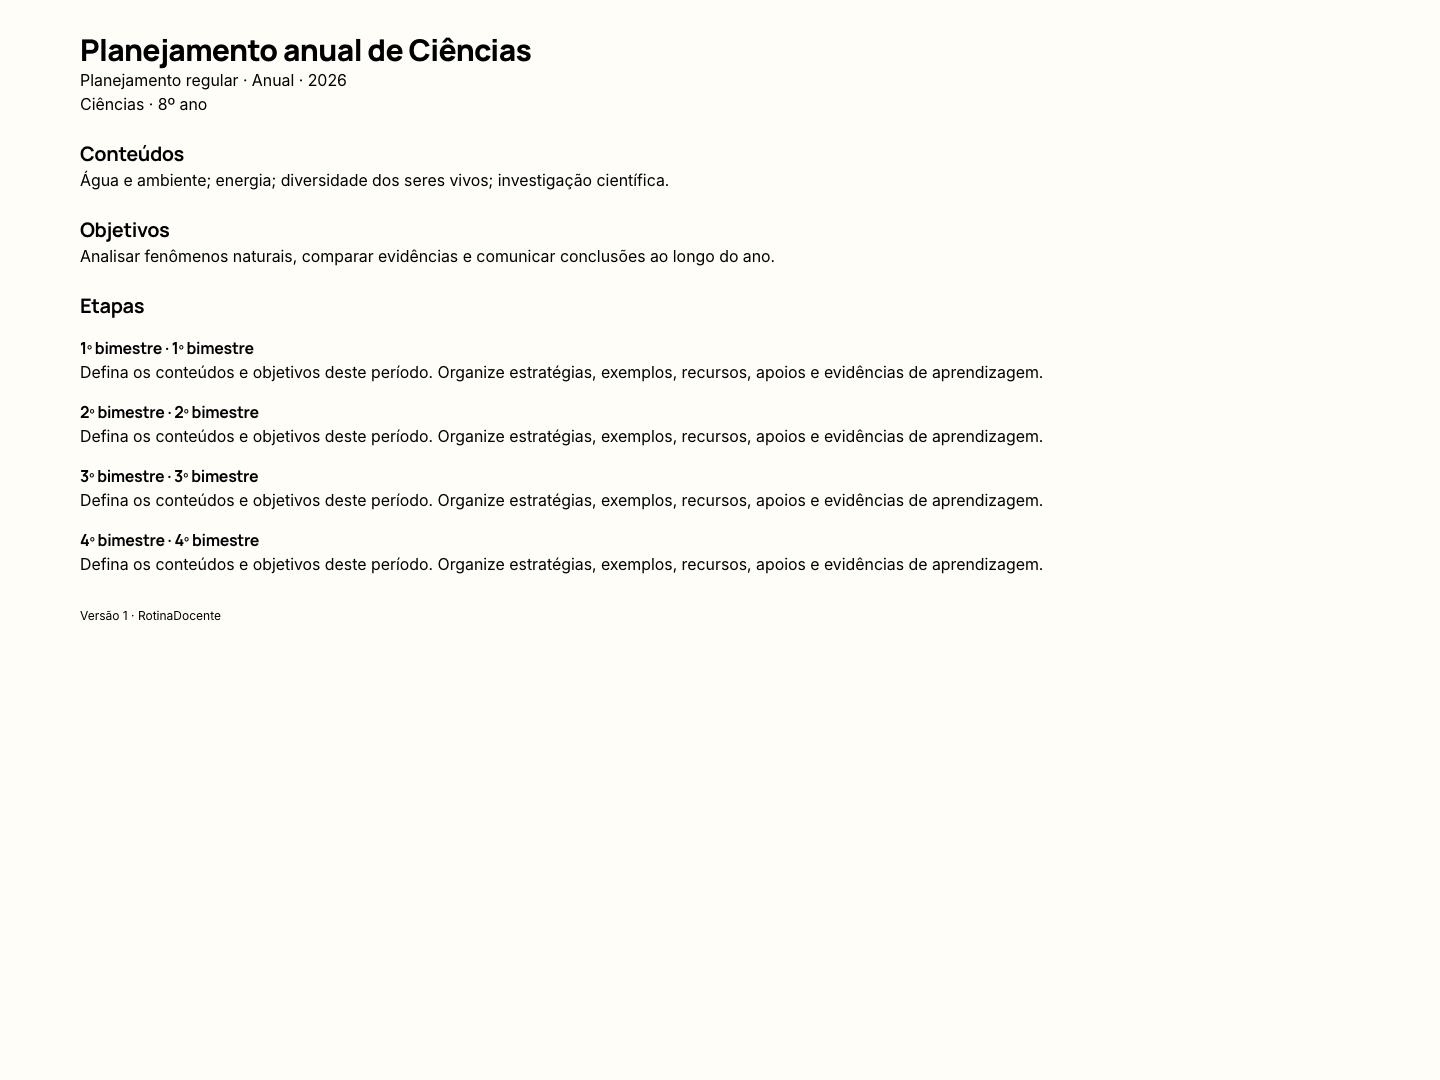 Planejamento anual de Ciências
Planejamento regular · Anual · 2026
Ciências · 8º ano
Conteúdos
Água e ambiente; energia; diversidade dos seres vivos; investigação científica.
Objetivos
Analisar fenômenos naturais, comparar evidências e comunicar conclusões ao longo do ano.
Etapas
1º bimestre · 1º bimestre
Defina os conteúdos e objetivos deste período. Organize estratégias, exemplos, recursos, apoios e evidências de aprendizagem.
2º bimestre · 2º bimestre
Defina os conteúdos e objetivos deste período. Organize estratégias, exemplos, recursos, apoios e evidências de aprendizagem.
3º bimestre · 3º bimestre
Defina os conteúdos e objetivos deste período. Organize estratégias, exemplos, recursos, apoios e evidências de aprendizagem.
4º bimestre · 4º bimestre
Defina os conteúdos e objetivos deste período. Organize estratégias, exemplos, recursos, apoios e evidências de aprendizagem.
Versão 1 · RotinaDocente